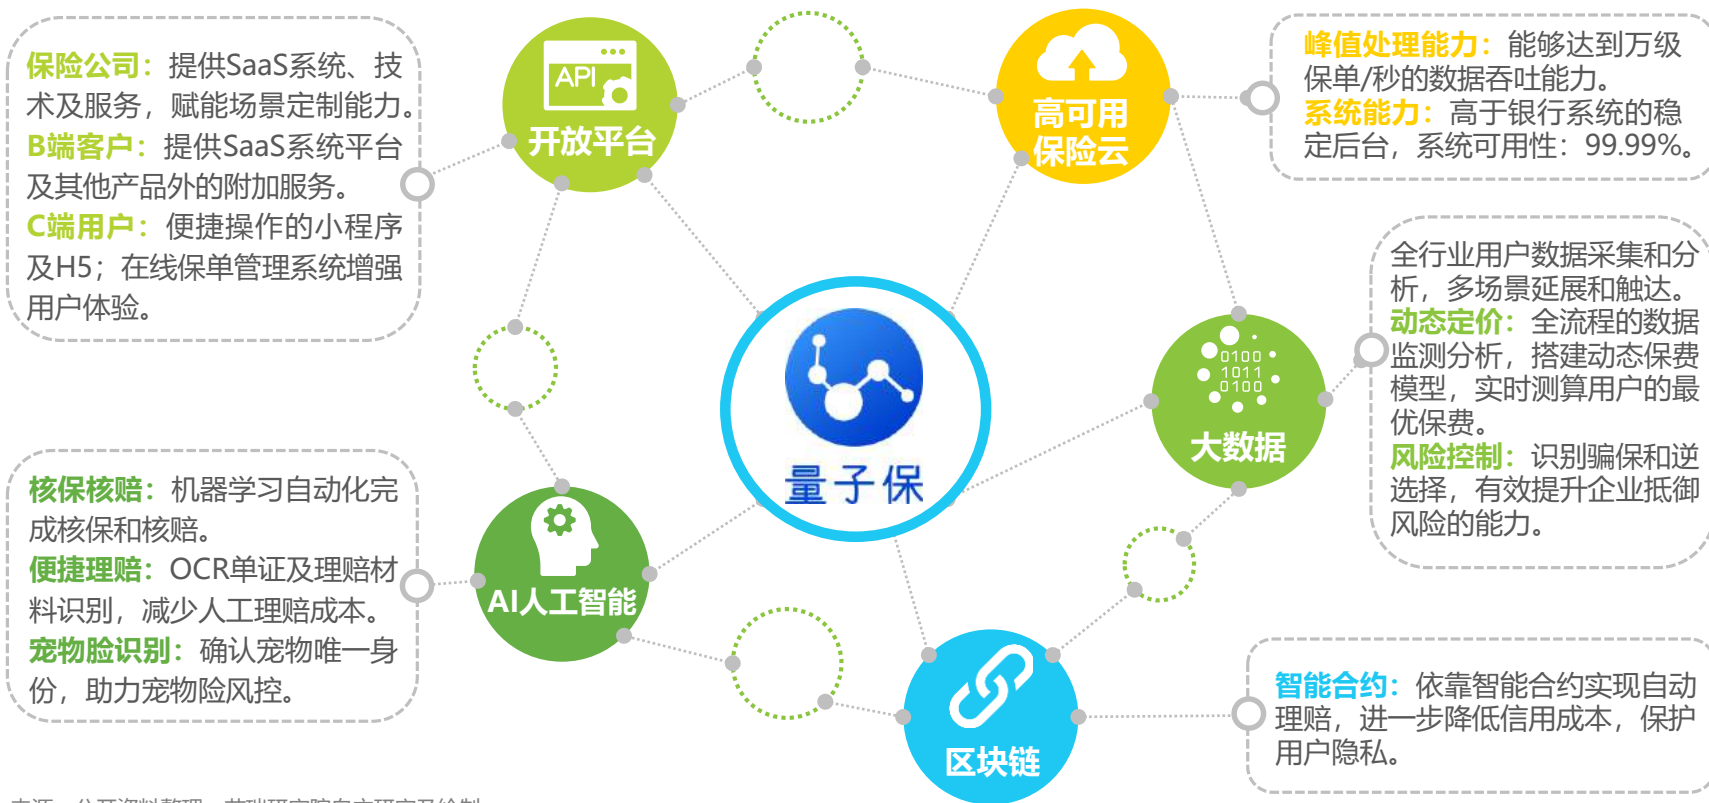 保险公司：提供SaaS系统、技
术及服务，赋能场景定制能力。
B端客户：提供SaaS系统平台
及其他产品外的附加服务。
C端用户：便捷操作的小程序
及H5；在线保单管理系统增强
用户体验。
API
开放平台
高可用
保险云
峰值处理能力：能够达到万级
保单/秒的数据吞吐能力。
系统能力：高于银行系统的稳
定后台，系统可用性：99.99%。
全行业用户数据采集和分
析，多场景延展和触达。
动态定价：全流程的数据
监测分析，搭建动态保费
模型，实时测算用户的最
优保费。
风险控制：识别骗保和逆
选择，有效提升企业抵御
风险的能力。
0100
1011
0100
大数据
量子保
核保核赔：机器学习自动化完
成核保和核赔。
便捷理赔：OCR单证及理赔材
料识别，减少人工理赔成本。
宠物脸识别：确认宠物唯一身
份，助力宠物险风控。
AI人工智能
区块链
智能合约：依靠智能合约实现自动
理赔，进一步降低信用成本，保护
用户隐私。